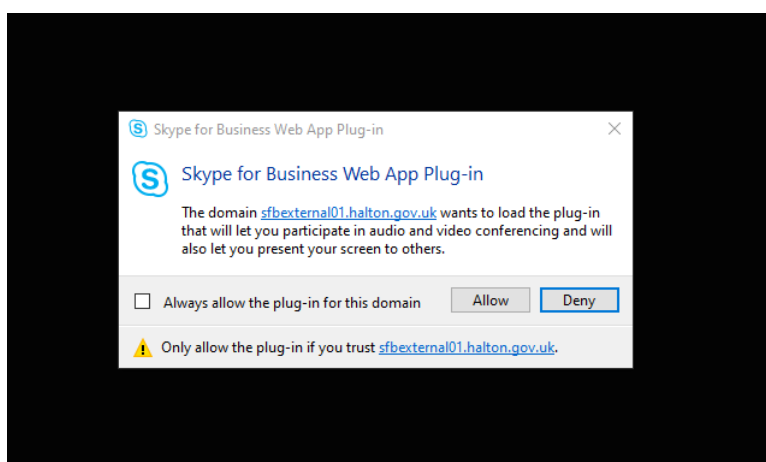 Skype for Business Web App Plug-in
Skype for Business Web App Plug-in
The domain sfbexternal01.halton.gov.uk wants to load the plug-in
that will let you participate in audio and video conferencing and will
also let you present your screen to others.
Always allow the plug-in for this domain Allow Deny
Only allow the plug-in if you trust sfbexternal01.halton.gov.uk.